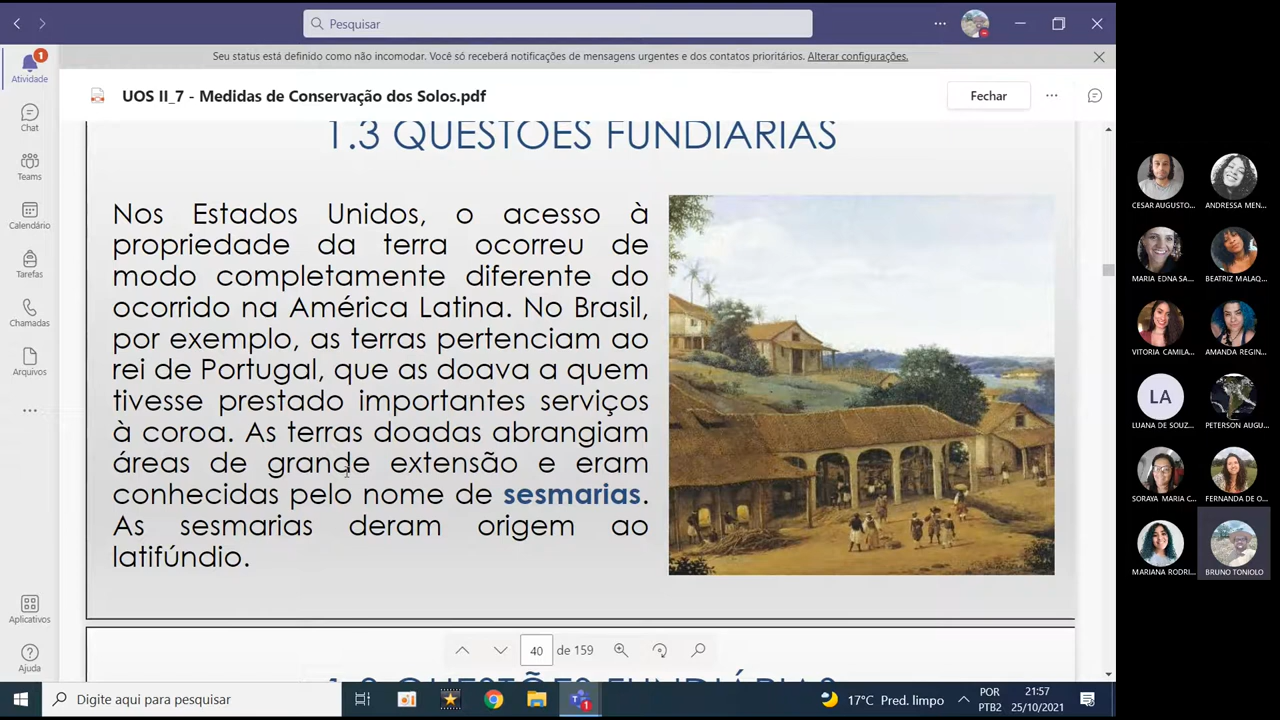 Pesquisar
Seu status está definido como não incomodar. Você só receberá notificações de mensagens urgentes e dos contatos prioritários. Alterar configurações.
1
Atividade
Chat
Teams
Calendário
Tarefas
Chamadas
Arquivos
Aplicativos
Ajuda
UOS II_7 - Medidas de Conservação dos Solos.pdf
Fechar
1.3 QUESTÕES FUNDIÁRIAS
Nos Estados Unidos, o acesso à
propriedade da terra ocorreu de
modo completamente diferente do
ocorrido na América Latina. No Brasil,
por exemplo, as terras pertenciam ao
rei de Portugal, que as doava a quem
tivesse prestado importantes serviços
à coroa. As terras doadas abrangiam
áreas de grande extensão e eram
conhecidas pelo nome de sesmarias.
As sesmarias deram origem ao
latifúndio.
40 de 159
1.3 QUESTÕES FUNDIÁRIAS
CESAR AUGUSTO...
ANDRESSA MEN...
MARIA EDNA SA...
BEATRIZ MALAQ...
VITORIA CAMILA...
AMANDA REGIN...
LA
LUANA DE SOUZ...
PETERSON AUGU...
SORAYA MARIA C...
FERNANDA DE O...
MARIANA RODRI...
BRUNO TONIOLO
Digite aqui para pesquisar
1
17°C Pred. limpo
POR
PTB2
21:57
25/10/2021